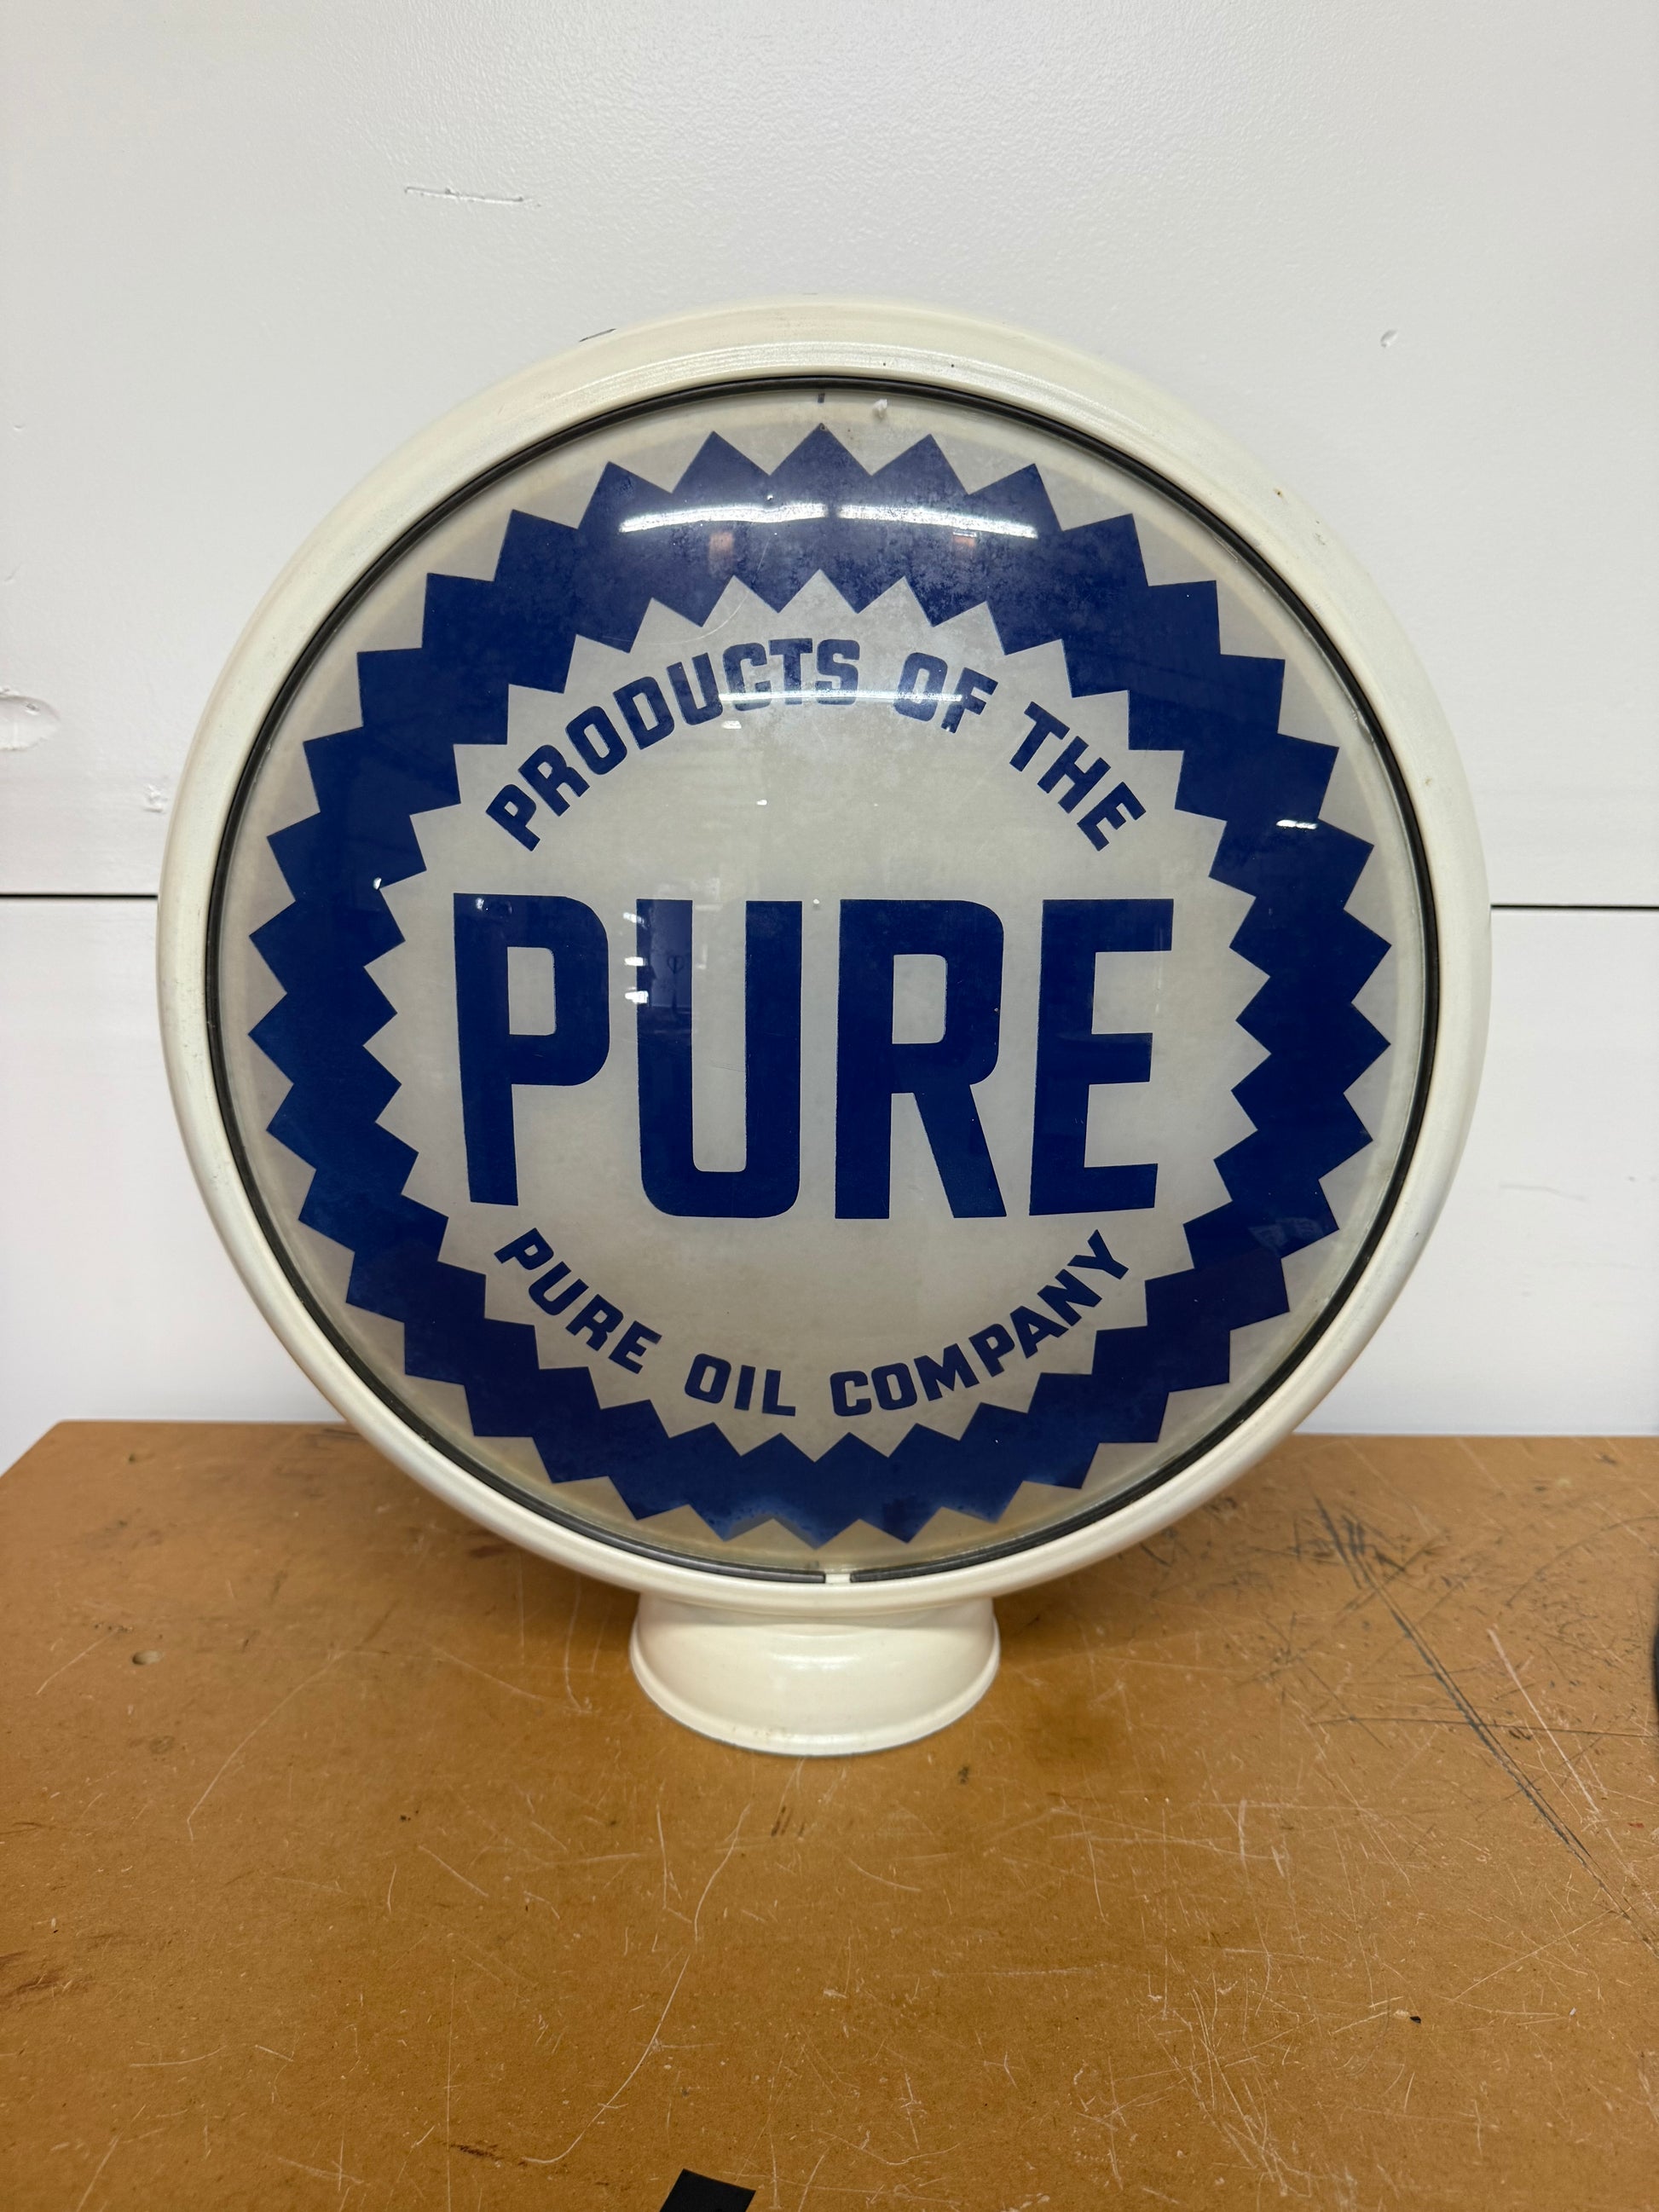 PRODUCTS OF THE
PURE
PURE OIL COMPANY